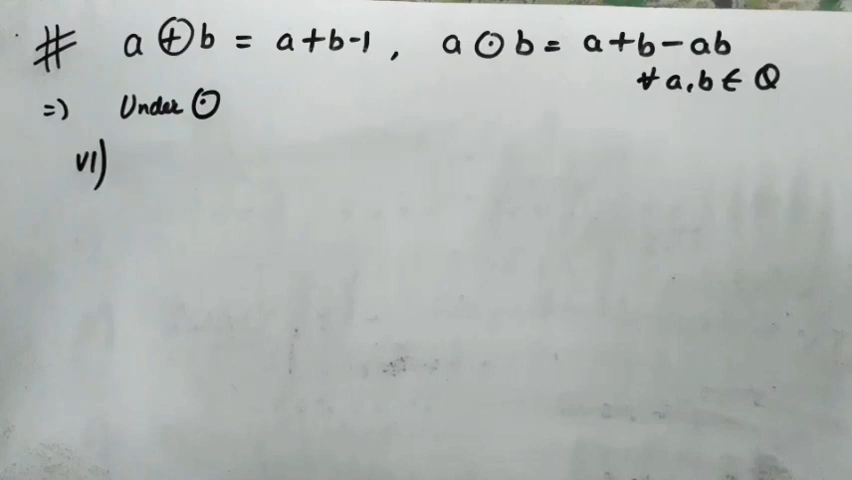 # a ⊕ b = a+b-1, a ⊙ b = a+b-ab
∀ a,b ∈ Q
=) Under ⊙
VI)